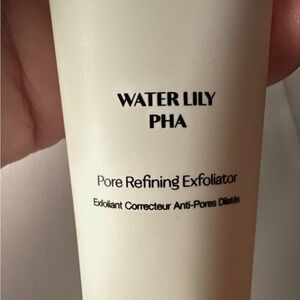 WATER LILY
PHA
Pore Refining Exfoliator
Exfoliant Correcteur Anti-Pores Dilatés